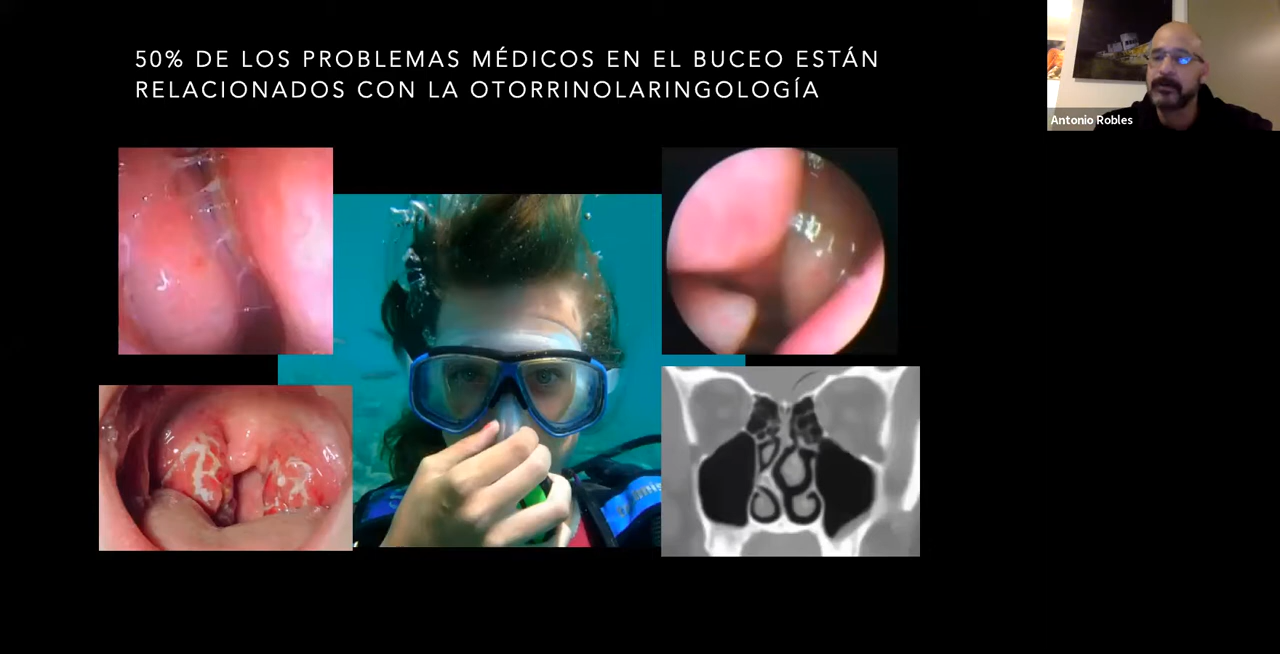 50% DE LOS PROBLEMAS MÉDICOS EN EL BUCEO ESTÁN
RELACIONADOS CON LA OTORRINOLARINGOLOGÍA
Antonio Robles